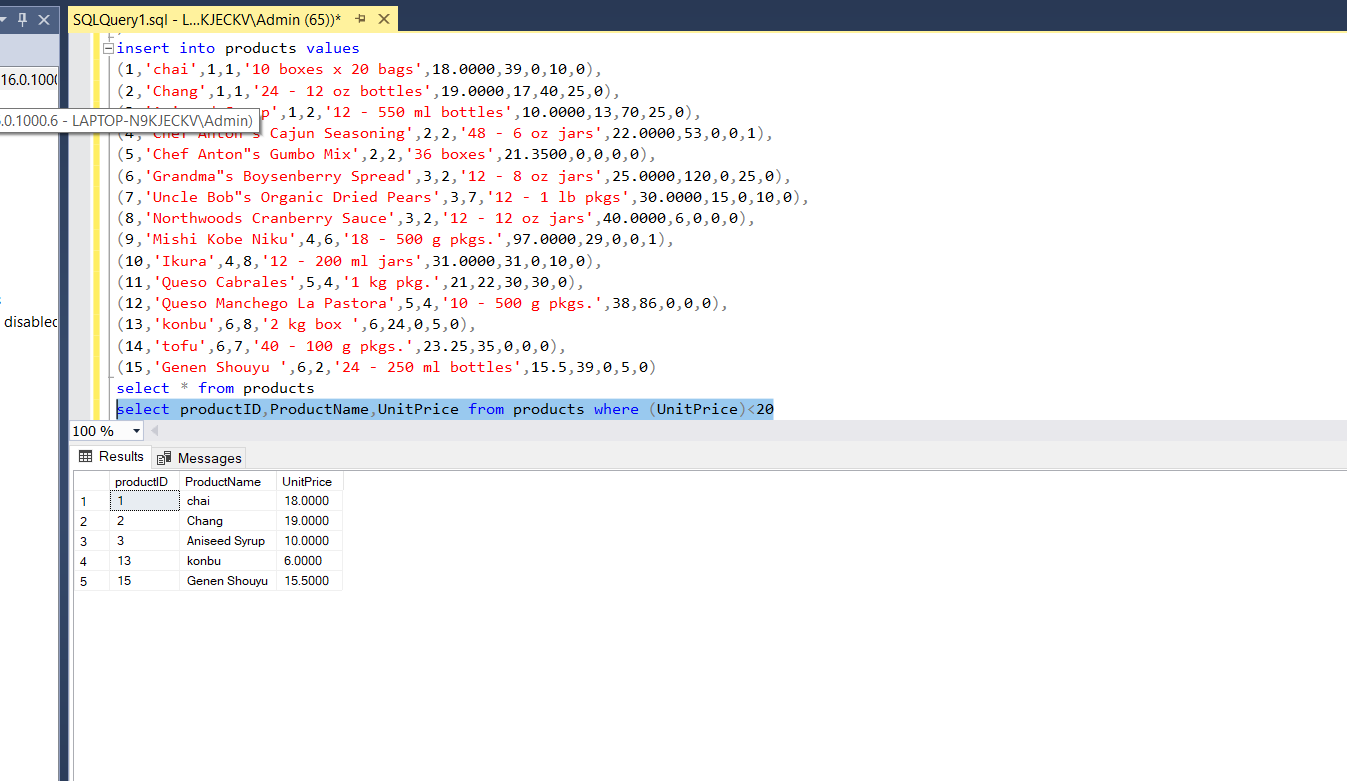 SQLQuery1.sql - L...KJECKV\Admin (65))*
16.0.100
.0.1000.6 - LAPTOP-N9KJECKV\Admin)
disabled
insert into products values
(1,'chai',1,1,'10 boxes x 20 bags',18.0000,39,0,10,0),
(2,'Chang',1,1,'24 - 12 oz bottles',19.0000,17,40,25,0),
p',1,2,'12 - 550 ml bottles',10.0000,13,70,25,0),
(4,'Chef Anton"s Cajun Seasoning',2,2,'48 - 6 oz jars',22.0000,53,0,0,1),
(5,'Chef Anton"s Gumbo Mix',2,2,'36 boxes',21.3500,0,0,0,0),
(6,'Grandma"s Boysenberry Spread',3,2,'12 - 8 oz jars',25.0000,120,0,25,0),
(7,'Uncle Bob"s Organic Dried Pears',3,7,'12 - 1 lb pkgs',30.0000,15,0,10,0),
(8,'Northwoods Cranberry Sauce',3,2,'12 - 12 oz jars',40.0000,6,0,0,0),
(9,'Mishi Kobe Niku',4,6,'18 - 500 g pkgs.',97.0000,29,0,0,1),
(10,'Ikura',4,8,'12 - 200 ml jars',31.0000,31,0,10,0),
(11,'Queso Cabrales',5,4,'1 kg pkg.',21,22,30,30,0),
(12,'Queso Manchego La Pastora',5,4,'10 - 500 g pkgs.',38,86,0,0,0),
(13,'konbu',6,8,'2 kg box ',6,24,0,5,0),
(14,'tofu',6,7,'40 - 100 g pkgs.',23.25,35,0,0,0),
(15,'Genen Shouyu ',6,2,'24 - 250 ml bottles',15.5,39,0,5,0)
select * from products
select productID,ProductName,UnitPrice from products where (UnitPrice)<20
100 %
Results Messages
productID ProductName UnitPrice
1 1 chai 18.0000
2 2 Chang 19.0000
3 3 Aniseed Syrup 10.0000
4 13 konbu 6.0000
5 15 Genen Shouyu 15.5000